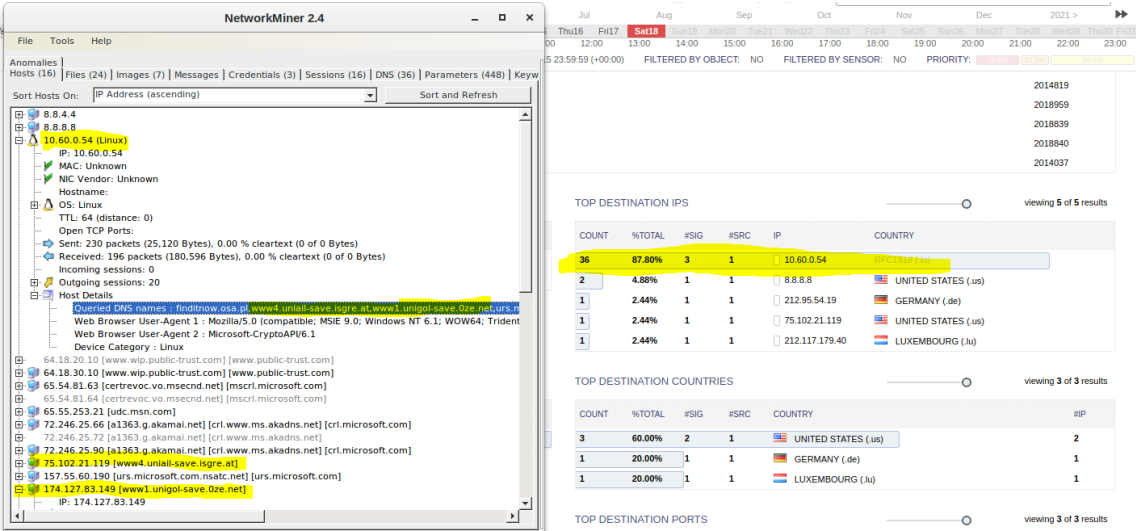 NetworkMiner 2.4
File Tools Help
Anomalies
Hosts (16) Files (24) Images (7) Messages Credentials (3) Sessions (16) DNS (36) Parameters (448) Keyw
Sort Hosts On: IP Address (ascending) Sort and Refresh
8.8.4.4
8.8.8.8
10.60.0.54 (Linux)
IP: 10.60.0.54
MAC: Unknown
NIC Vendor: Unknown
Hostname:
OS: Linux
TTL: 64 (distance: 0)
Open TCP Ports:
Sent: 230 packets (25,120 Bytes), 0.00 % cleartext (0 of 0 Bytes)
Received: 196 packets (180,596 Bytes), 0.00 % cleartext (0 of 0 Bytes)
Incoming sessions: 0
Outgoing sessions: 20
Host Details
Queried DNS names : finditnow.osa.pl,www4.uniail-save.isgre.at,www1.unigol-save.0ze.net,urs.m
Web Browser User-Agent 1 : Mozilla/5.0 (compatible; MSIE 9.0; Windows NT 6.1; WOW64; Trident
Web Browser User-Agent 2 : Microsoft-CryptoAPI/6.1
Device Category : Linux
64.18.20.10 [www.wip.public-trust.com] [www.public-trust.com]
64.18.30.10 [www.wip.public-trust.com] [www.public-trust.com]
65.54.81.63 [certrevoc.vo.msecnd.net] [mscrl.microsoft.com]
65.54.81.64 [certrevoc.vo.msecnd.net] [mscrl.microsoft.com]
65.55.253.21 [udc.msn.com]
72.246.25.66 [a1363.g.akamai.net] [crl.www.ms.akadns.net] [crl.microsoft.com]
72.246.25.72 [a1363.g.akamai.net] [crl.www.ms.akadns.net]
72.246.25.90 [a1363.g.akamai.net] [crl.www.ms.akadns.net] [crl.microsoft.com]
75.102.21.119 [www4.uniail-save.isgre.at]
157.55.60.190 [urs.microsoft.com.nsatc.net] [urs.microsoft.com]
174.127.83.149 [www1.unigol-save.0ze.net]
IP: 174.127.83.149
Jul Aug Sep Oct Nov Dec 2021 >
Thu16 Fri17 Sat18 Sun19 Mon20 Tue21 Wed22 Thu23 Fri24 Sat25 Sun26 Mon27 Tue28 Wed29 Thu30 Fri31
00 12:00 13:00 14:00 15:00 16:00 17:00 18:00 19:00 20:00 21:00 22:00 23:00
5 23:59:59 (+00:00) FILTERED BY OBJECT: NO FILTERED BY SENSOR: NO PRIORITY:
2014819
2018959
2018839
2018840
2014037
TOP DESTINATION IPS viewing 5 of 5 results
COUNT %TOTAL #SIG #SRC IP COUNTRY
36 87.80% 3 1 10.60.0.54 RFC1918 (.lo)
2 4.88% 1 1 8.8.8.8 UNITED STATES (.us)
1 2.44% 1 1 212.95.54.19 GERMANY (.de)
1 2.44% 1 1 75.102.21.119 UNITED STATES (.us)
1 2.44% 1 1 212.117.179.40 LUXEMBOURG (.lu)
TOP DESTINATION COUNTRIES viewing 3 of 3 results
COUNT %TOTAL #SIG #SRC COUNTRY #IP
3 60.00% 2 1 UNITED STATES (.us) 2
1 20.00% 1 1 GERMANY (.de) 1
1 20.00% 1 1 LUXEMBOURG (.lu) 1
TOP DESTINATION PORTS viewing 3 of 3 results